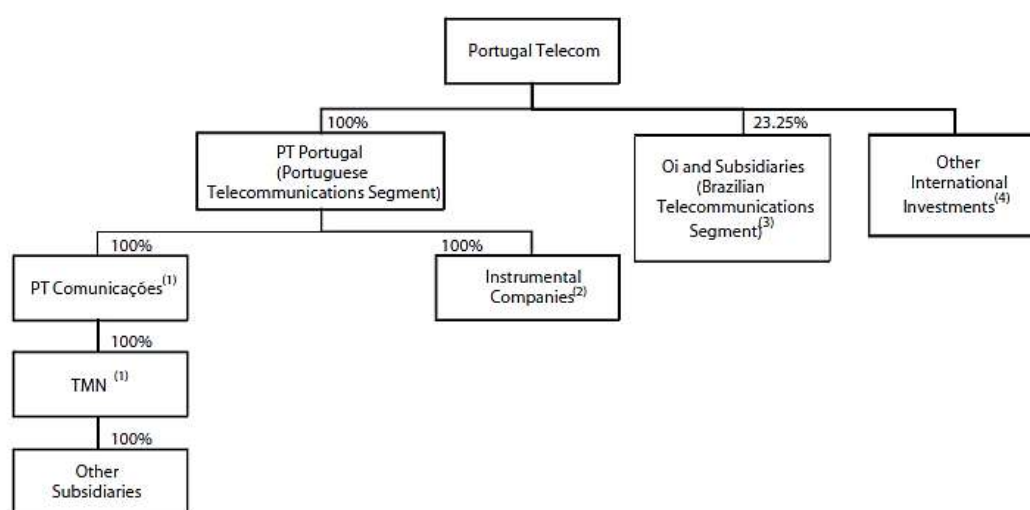 Portugal Telecom
100%
23.25%
PT Portugal
(Portuguese
Telecommunications Segment)
Oi and Subsidiaries
(Brazilian
Telecommunications
Segment)(3)
Other
International
Investments(4)
100%
100%
PT Comunicações(1)
Instrumental
Companies(2)
100%
TMN (1)
100%
Other
Subsidiaries